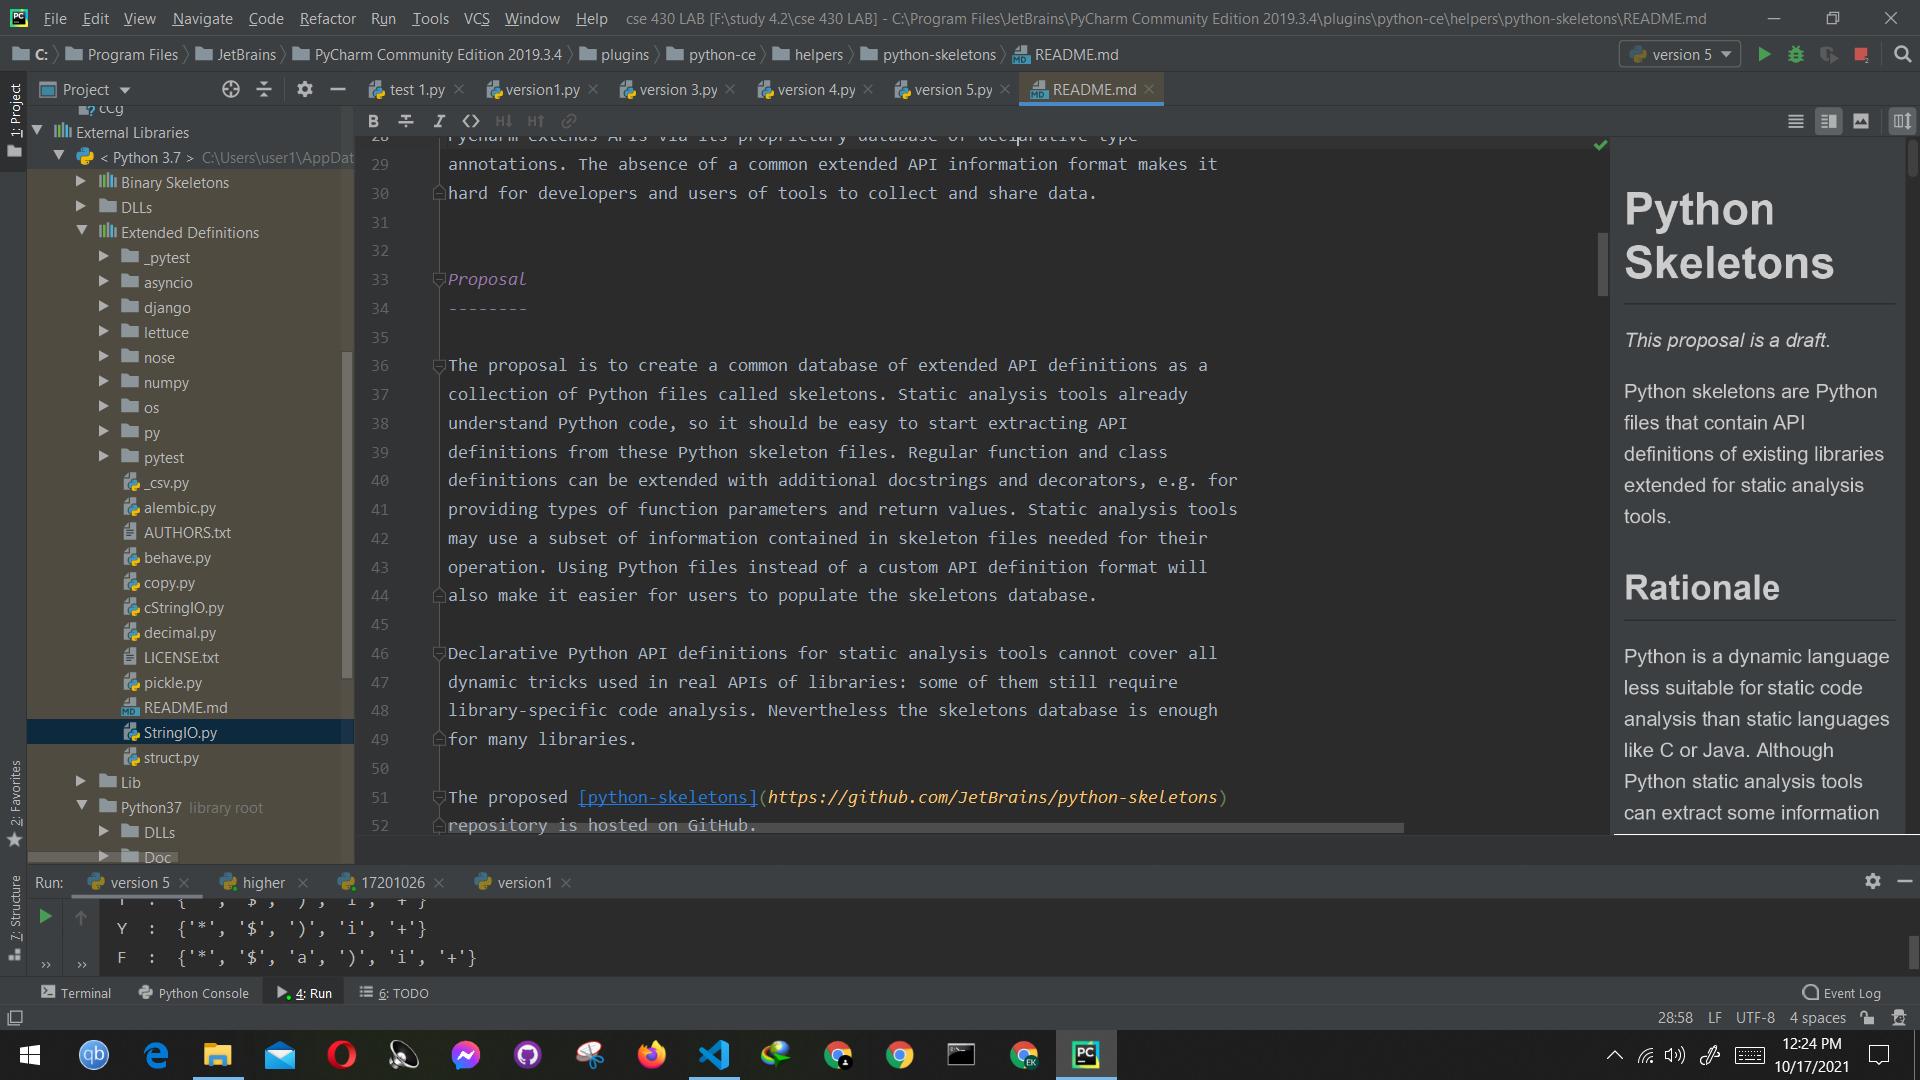 File Edit View Navigate Code Refactor Run Tools VCS Window Help cse 430 LAB [F:\study 4.2\cse 430 LAB] - C:\Program Files\JetBrains\PyCharm Community Edition 2019.3.4\plugins\python-ce\helpers\python-skeletons\README.md
C: Program Files JetBrains PyCharm Community Edition 2019.3.4 plugins python-ce helpers python-skeletons README.md version 5
Project test 1.py version1.py version 3.py version 4.py version 5.py README.md
1: Project
External Libraries
< Python 3.7 > C:\Users\user1\AppDat
Binary Skeletons
DLLs
Extended Definitions
_pytest
asyncio
django
lettuce
nose
numpy
os
py
pytest
_csv.py
alembic.py
AUTHORS.txt
behave.py
copy.py
cStringIO.py
decimal.py
LICENSE.txt
pickle.py
README.md
StringIO.py
struct.py
Lib
Python37 library root
DLLs
Doc
2: Favorites
7: Structure
28 PyCharm extends APIs via its proprietary database of declarative type
29 annotations. The absence of a common extended API information format makes it
30 hard for developers and users of tools to collect and share data.
31
32
33 Proposal
34 --------
35
36 The proposal is to create a common database of extended API definitions as a
37 collection of Python files called skeletons. Static analysis tools already
38 understand Python code, so it should be easy to start extracting API
39 definitions from these Python skeleton files. Regular function and class
40 definitions can be extended with additional docstrings and decorators, e.g. for
41 providing types of function parameters and return values. Static analysis tools
42 may use a subset of information contained in skeleton files needed for their
43 operation. Using Python files instead of a custom API definition format will
44 also make it easier for users to populate the skeletons database.
45
46 Declarative Python API definitions for static analysis tools cannot cover all
47 dynamic tricks used in real APIs of libraries: some of them still require
48 library-specific code analysis. Nevertheless the skeletons database is enough
49 for many libraries.
50
51 The proposed [python-skeletons](https://github.com/JetBrains/python-skeletons)
52 repository is hosted on GitHub.
Python
Skeletons
This proposal is a draft.
Python skeletons are Python
files that contain API
definitions of existing libraries
extended for static analysis
tools.
Rationale
Python is a dynamic language
less suitable for static code
analysis than static languages
like C or Java. Although
Python static analysis tools
can extract some information
Run: version 5 higher 17201026 version1
Y : {'*', '$', ')', 'i', '+'}
F : {'*', '$', 'a', ')', 'i', '+'}
Terminal Python Console 4: Run 6: TODO Event Log
28:58 LF UTF-8 4 spaces
12:24 PM
10/17/2021